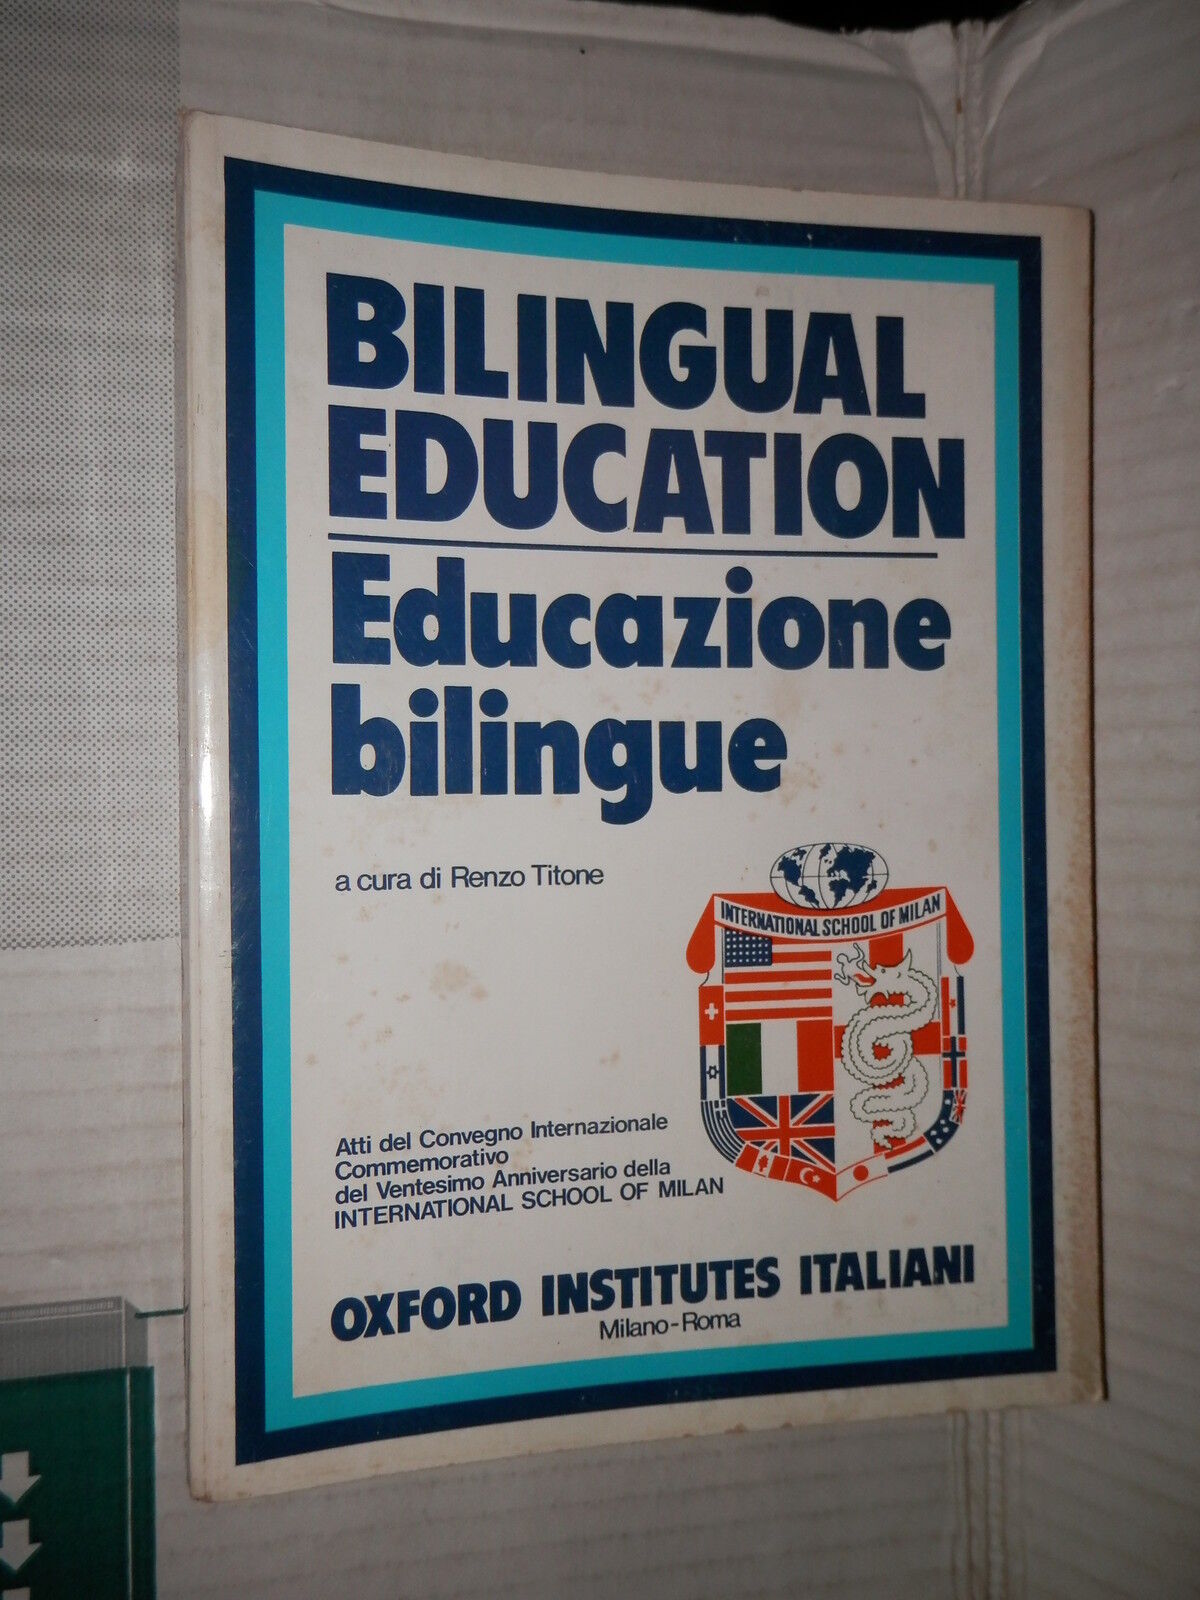 BILINGUAL
EDUCATION
Educazione
bilingue
a cura di Renzo Titone
INTERNATIONAL SCHOOL OF MILAN
Atti del Convegno Internazionale
Commemorativo
del Ventesimo Anniversario della
INTERNATIONAL SCHOOL OF MILAN
OXFORD INSTITUTES ITALIANI
Milano-Roma